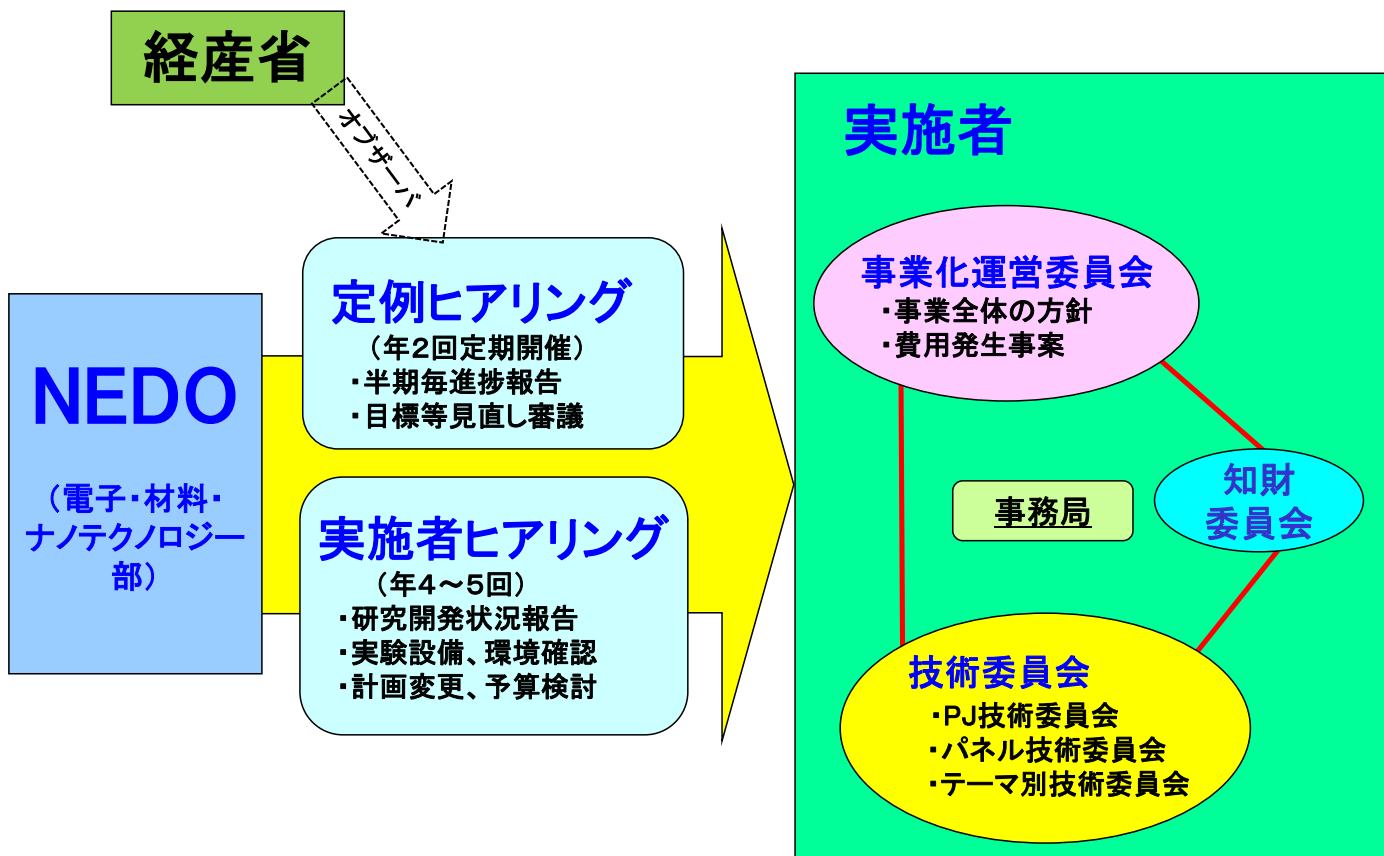 経産省
オブザーバ
NEDO
（電子・材料・
ナノテクノロジー
部）
定例ヒアリング
（年２回定期開催）
・半期毎進捗報告
・目標等見直し審議
実施者ヒアリング
（年４～５回）
・研究開発状況報告
・実験設備、環境確認
・計画変更、予算検討
実施者
事業化運営委員会
・事業全体の方針
・費用発生事案
知財
委員会
事務局
技術委員会
・PJ技術委員会
・パネル技術委員会
・テーマ別技術委員会